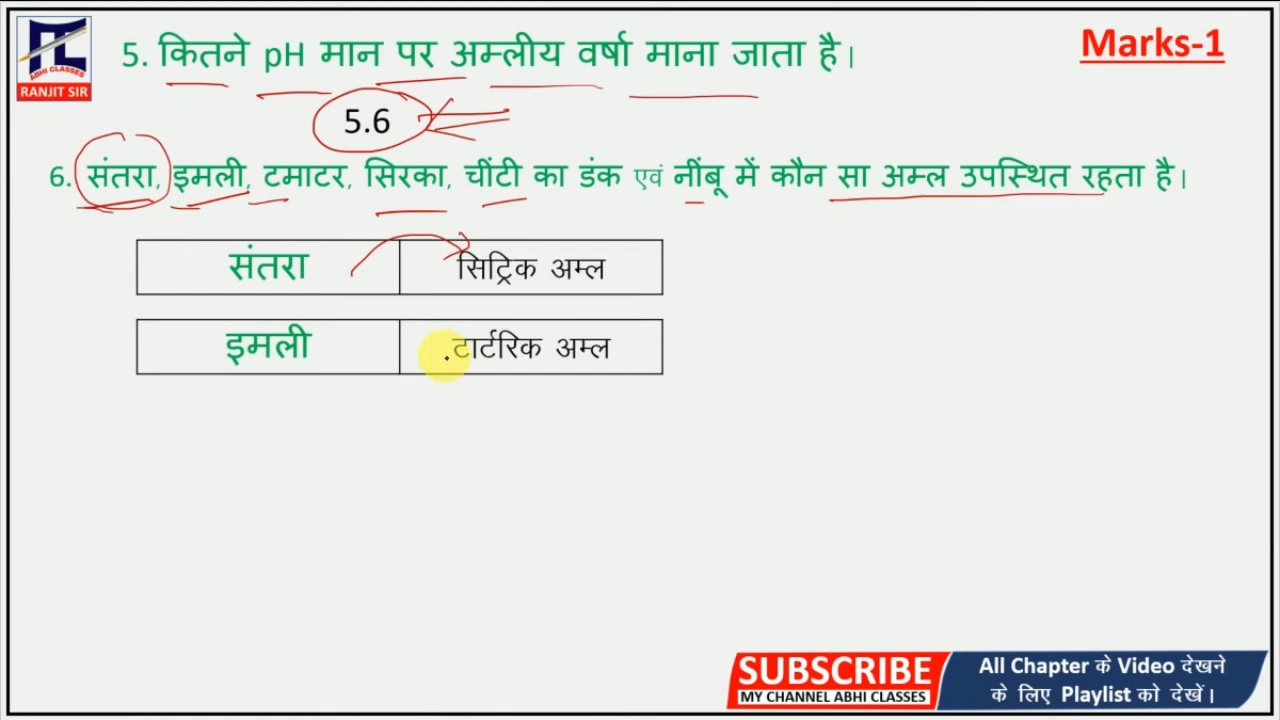 ABHI CLASSES
RANJIT SIR
5. कितने pH मान पर अम्लीय वर्षा माना जाता है।
Marks-1
5.6
6. संतरा, इमली, टमाटर, सिरका, चींटी का डंक एवं नींबू में कौन सा अम्ल उपस्थित रहता है।
संतरा सिट्रिक अम्ल
इमली टार्टरिक अम्ल
SUBSCRIBE
MY CHANNEL ABHI CLASSES
All Chapter के Video देखने
के लिए Playlist को देखें।